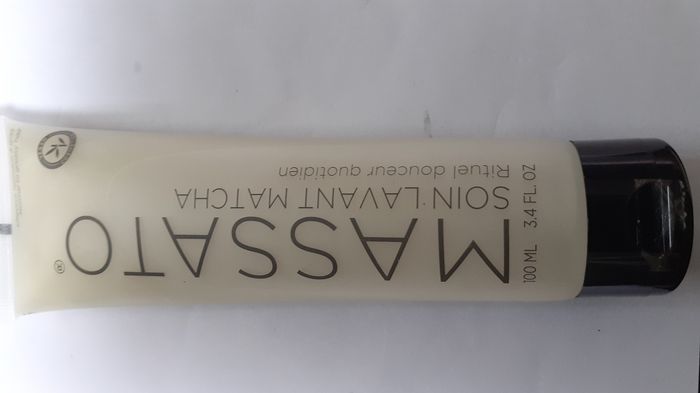 MASSATO®
SOIN LAVANT MATCHA
Rituel douceur quotidien
100 ML 3.4 FL. OZ